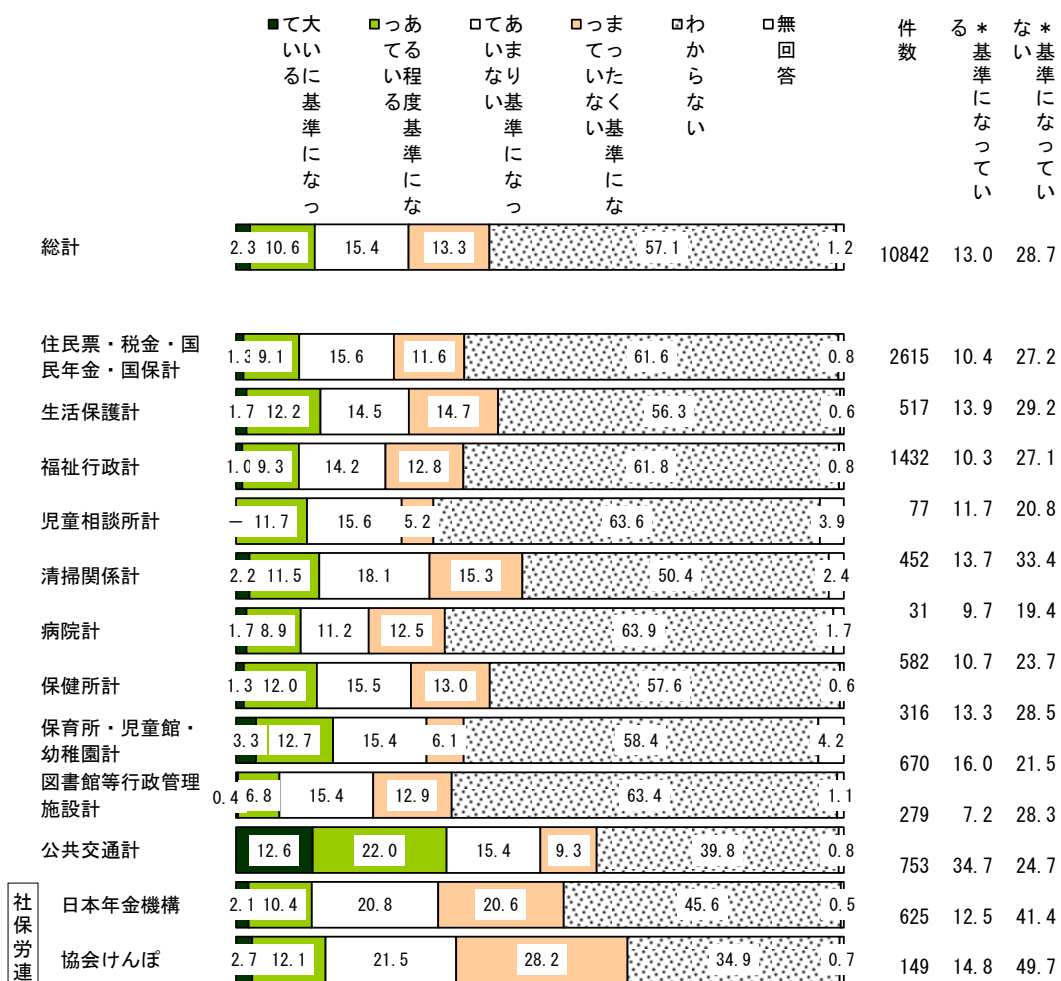 ■大いに基準になっている
■ある程度基準になっている
□あまり基準になっていない
■まったく基準になっていない
□わからない
□無回答
件数
*基準になっている
*基準になっていない
総計 2.3 10.6 15.4 13.3 57.1 1.2 10842 13.0 28.7
住民票・税金・国
民年金・国保計 1.3 9.1 15.6 11.6 61.6 0.8 2615 10.4 27.2
生活保護計 1.7 12.2 14.5 14.7 56.3 0.6 517 13.9 29.2
福祉行政計 1.0 9.3 14.2 12.8 61.8 0.8 1432 10.3 27.1
児童相談所計 － 11.7 15.6 5.2 63.6 3.9 77 11.7 20.8
清掃関係計 2.2 11.5 18.1 15.3 50.4 2.4 452 13.7 33.4
31 9.7 19.4
病院計 1.7 8.9 11.2 12.5 63.9 1.7 582 10.7 23.7
保健所計 1.3 12.0 15.5 13.0 57.6 0.6 316 13.3 28.5
保育所・児童館・
幼稚園計 3.3 12.7 15.4 6.1 58.4 4.2 670 16.0 21.5
図書館等行政管理
施設計 0.4 6.8 15.4 12.9 63.4 1.1 279 7.2 28.3
公共交通計 12.6 22.0 15.4 9.3 39.8 0.8 753 34.7 24.7
社保労連
日本年金機構 2.1 10.4 20.8 20.6 45.6 0.5 625 12.5 41.4
協会けんぽ 2.7 12.1 21.5 28.2 34.9 0.7 149 14.8 49.7